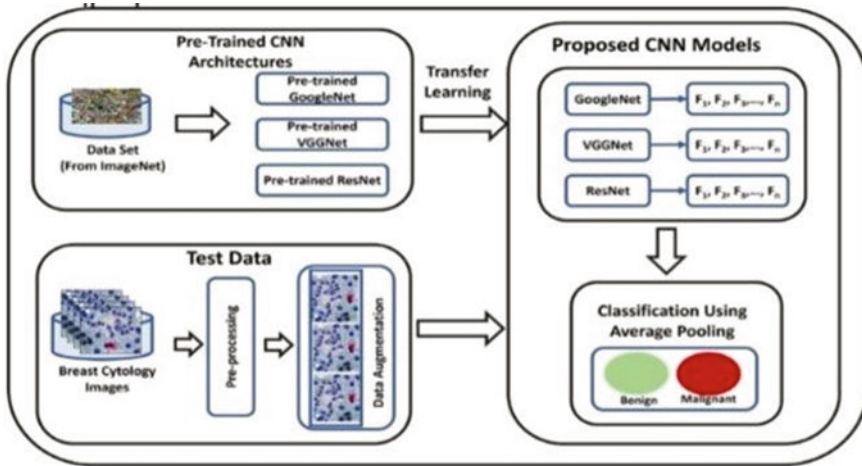 Pre-Trained CNN
Architectures
Data Set
(From ImageNet)
Pre-trained
GoogleNet
Pre-trained
VGGNet
Pre-trained ResNet
Transfer
Learning
Proposed CNN Models
GoogleNet
F1, F2, F3,..., Fn
VGGNet
F1, F2, F3,..., Fn
ResNet
F1, F2, F3,..., Fn
Test Data
Breast Cytology
Images
Pre-processing
Data Augmentation
Classification Using
Average Pooling
Benign
Malignant